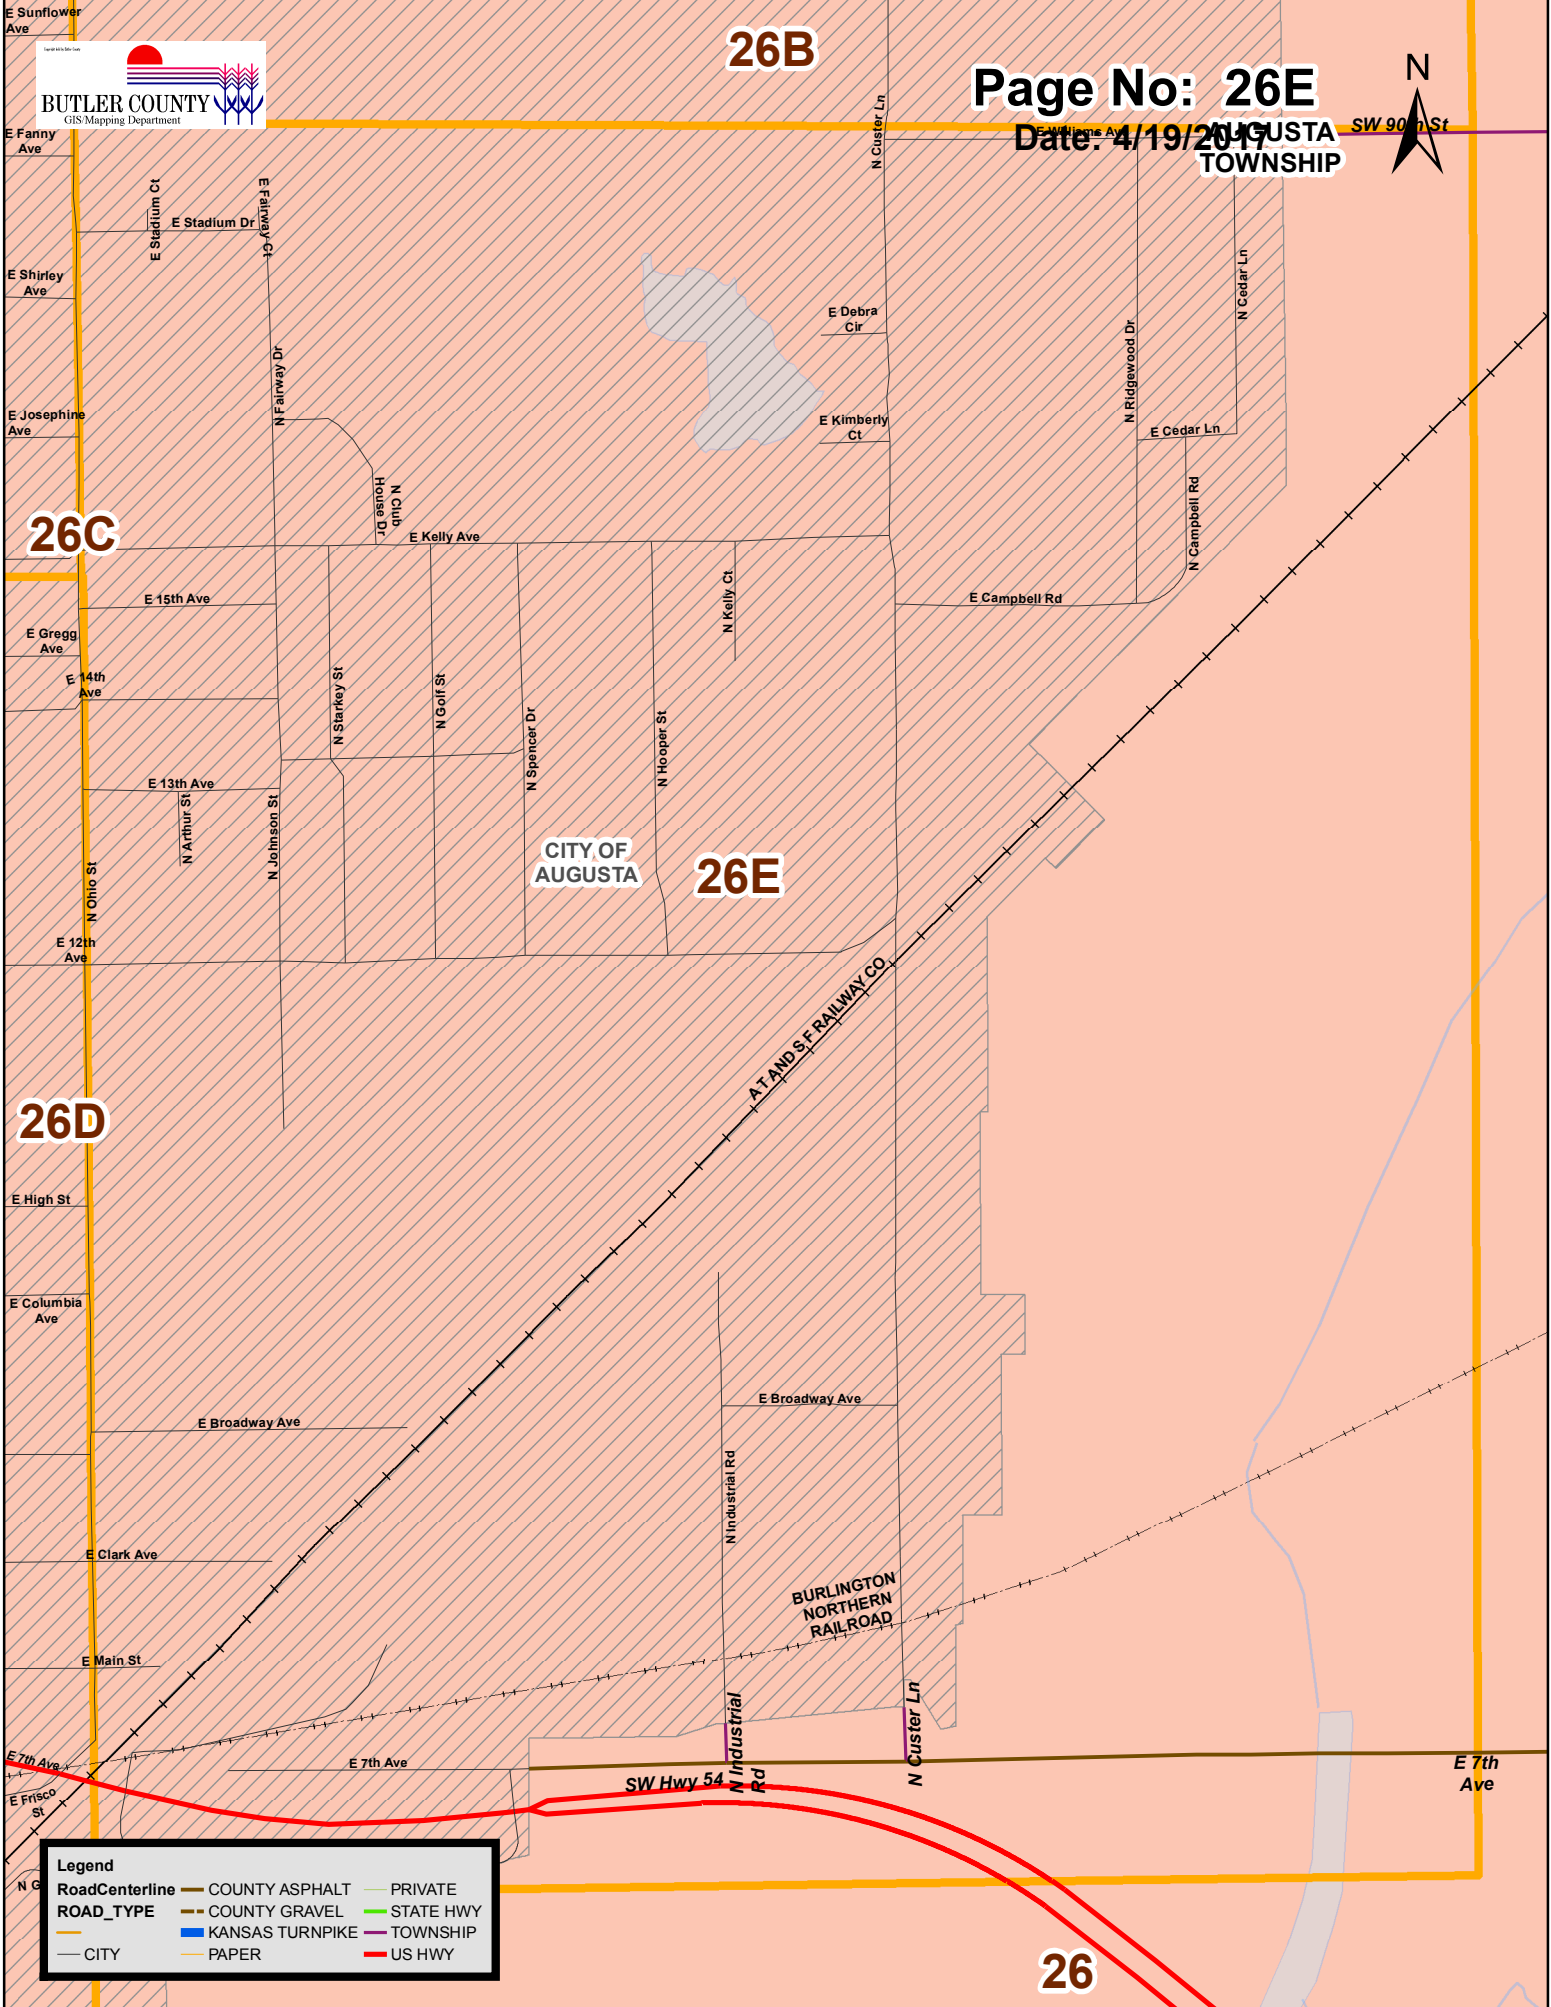 E Sunflower
Ave
26B
Page No: 26E
N
BUTLER COUNTY
GIS/Mapping Department
Date: 4/19/2017
E Williams Ave
AUGUSTA
TOWNSHIP
SW 90th St
N Custer Ln
E Fanny
Ave
E Stadium Ct
E Stadium Dr
E Fairway Ct
E Shirley
Ave
E Debra
Cir
N Cedar Ln
N Fairway Dr
N Ridgewood Dr
E Josephine
Ave
E Kimberly
Ct
E Cedar Ln
N Club
House Dr
N Campbell Rd
26C
E Kelly Ave
E 15th Ave
N Kelly Ct
E Campbell Rd
E Gregg
Ave
E 14th
Ave
N Starkey St
N Golf St
N Spencer Dr
N Hooper St
E 13th Ave
N Arthur St
N Johnson St
CITY OF
AUGUSTA
26E
N Ohio St
E 12th
Ave
A T AND S F RAILWAY CO
26D
E High St
E Columbia
Ave
E Broadway Ave
E Broadway Ave
N Industrial Rd
E Clark Ave
BURLINGTON
NORTHERN
RAILROAD
E Main St
N Industrial
Rd
N Custer Ln
E 7th Ave
E 7th Ave
SW Hwy 54
E 7th
Ave
E Frisco
St
N G
Legend
RoadCenterline
ROAD_TYPE
CITY
COUNTY ASPHALT
COUNTY GRAVEL
KANSAS TURNPIKE
PAPER
PRIVATE
STATE HWY
TOWNSHIP
US HWY
26